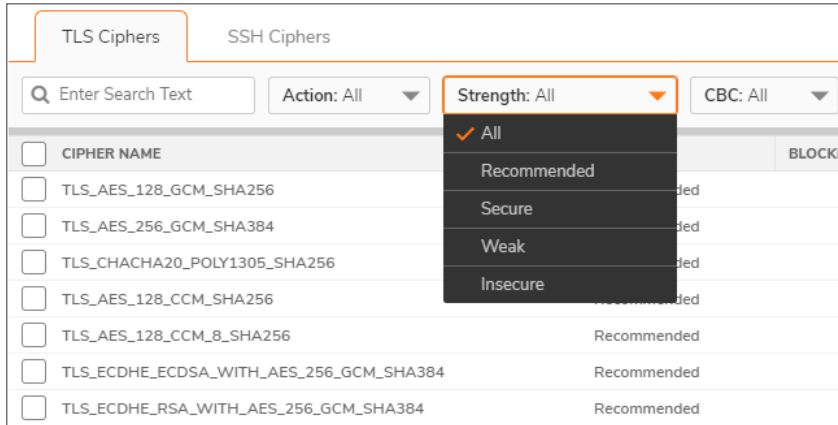 TLS Ciphers SSH Ciphers
Enter Search Text Action: All Strength: All CBC: All
All
Recommended
Secure
Weak
Insecure
CIPHER NAME
TLS_AES_128_GCM_SHA256
TLS_AES_256_GCM_SHA384
TLS_CHACHA20_POLY1305_SHA256
TLS_AES_128_CCM_SHA256
TLS_AES_128_CCM_8_SHA256 Recommended
TLS_ECDHE_ECDSA_WITH_AES_256_GCM_SHA384 Recommended
TLS_ECDHE_RSA_WITH_AES_256_GCM_SHA384 Recommended